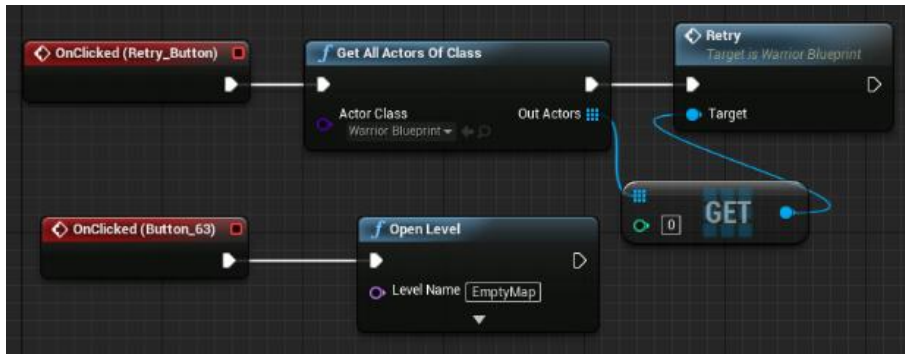 OnClicked (Retry_Button)
Get All Actors Of Class
Actor Class
Warrior Blueprint
Out Actors
Retry
Target is Warrior Blueprint
Target
0
GET
OnClicked (Button_63)
Open Level
Level Name EmptyMap